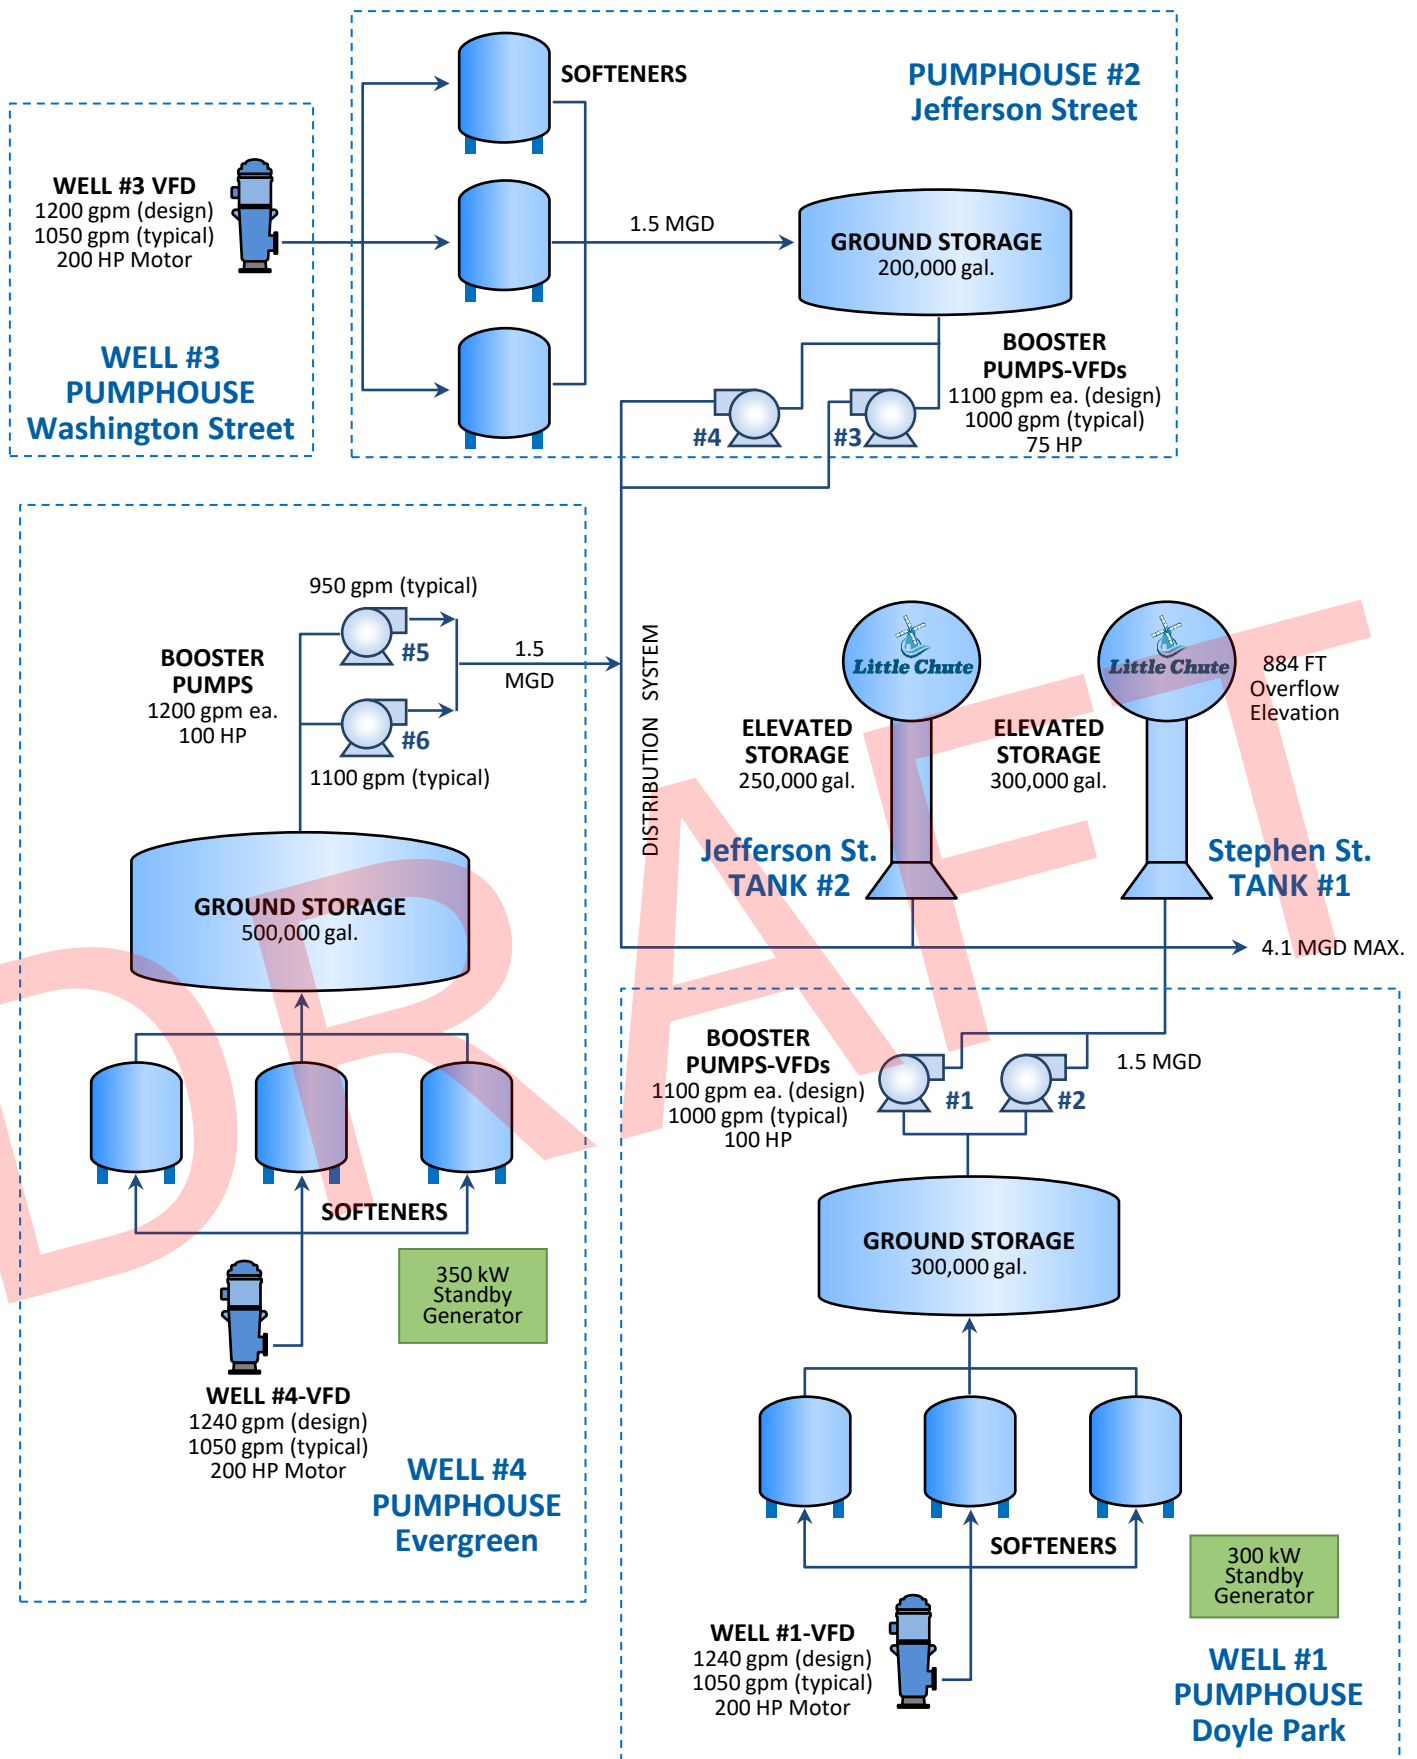 SOFTENERS
PUMPHOUSE #2
Jefferson Street
WELL #3 VFD
1200 gpm (design)
1050 gpm (typical)
200 HP Motor
WELL #3
PUMPHOUSE
Washington Street
1.5 MGD
GROUND STORAGE
200,000 gal.
BOOSTER
PUMPS-VFDs
1100 gpm ea. (design)
1000 gpm (typical)
75 HP
#4
#3
950 gpm (typical)
#5
BOOSTER
PUMPS
1200 gpm ea.
100 HP
#6
1100 gpm (typical)
1.5
MGD
DISTRIBUTION SYSTEM
Little Chute
Little Chute
884 FT
Overflow
Elevation
ELEVATED
STORAGE
250,000 gal.
ELEVATED
STORAGE
300,000 gal.
Jefferson St.
TANK #2
Stephen St.
TANK #1
4.1 MGD MAX.
GROUND STORAGE
500,000 gal.
SOFTENERS
350 kW
Standby
Generator
WELL #4-VFD
1240 gpm (design)
1050 gpm (typical)
200 HP Motor
WELL #4
PUMPHOUSE
Evergreen
BOOSTER
PUMPS-VFDs
1100 gpm ea. (design)
1000 gpm (typical)
100 HP
#1
#2
1.5 MGD
GROUND STORAGE
300,000 gal.
SOFTENERS
300 kW
Standby
Generator
WELL #1-VFD
1240 gpm (design)
1050 gpm (typical)
200 HP Motor
WELL #1
PUMPHOUSE
Doyle Park
DRAFT